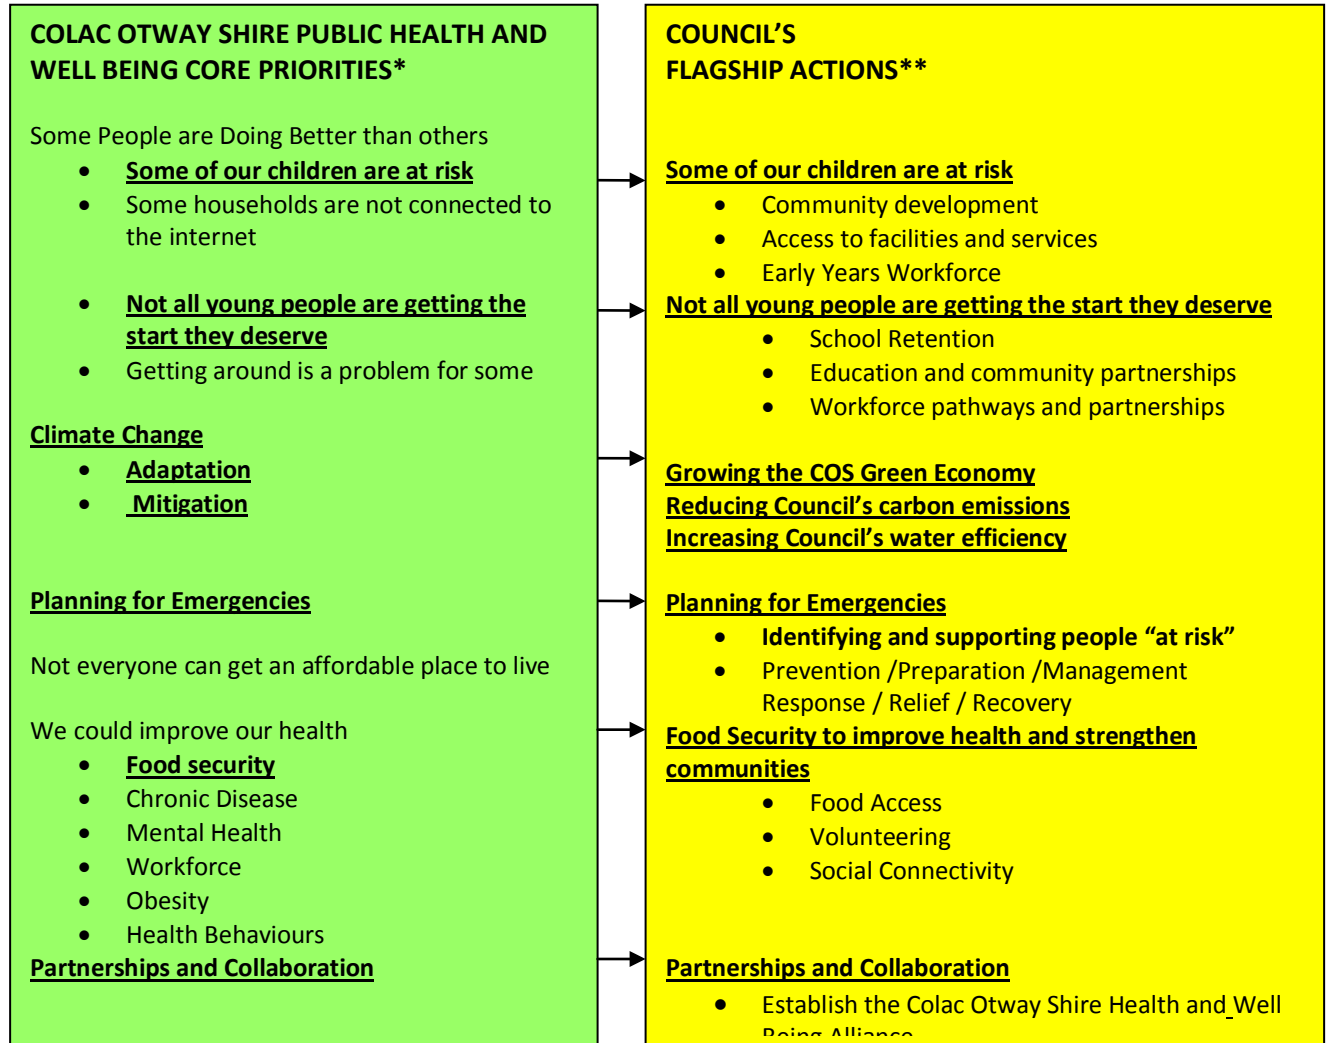 COLAC OTWAY SHIRE PUBLIC HEALTH AND
WELL BEING CORE PRIORITIES*
Some People are Doing Better than others
• Some of our children are at risk
• Some households are not connected to
the internet
• Not all young people are getting the
start they deserve
• Getting around is a problem for some
Climate Change
• Adaptation
• Mitigation
Planning for Emergencies
Not everyone can get an affordable place to live
We could improve our health
• Food security
• Chronic Disease
• Mental Health
• Workforce
• Obesity
• Health Behaviours
Partnerships and Collaboration
COUNCIL'S
FLAGSHIP ACTIONS**
Some of our children are at risk
• Community development
• Access to facilities and services
• Early Years Workforce
Not all young people are getting the start they deserve
• School Retention
• Education and community partnerships
• Workforce pathways and partnerships
Growing the COS Green Economy
Reducing Council's carbon emissions
Increasing Council's water efficiency
Planning for Emergencies
• Identifying and supporting people "at risk"
• Prevention /Preparation /Management
Response / Relief / Recovery
Food Security to improve health and strengthen
communities
• Food Access
• Volunteering
• Social Connectivity
Partnerships and Collaboration
• Establish the Colac Otway Shire Health and Well
Being Alliance